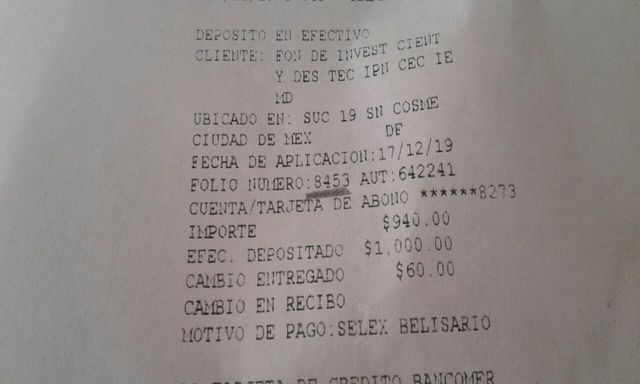 DEPOSITO EN EFECTIVO
CLIENTE: FON DE INVEST CIENT
Y DES TEC IPN CEC IE
MD
UBICADO EN: SUC 19 SN COSME
CIUDAD DE MEX DF
FECHA DE APLICACION:17/12/19
FOLIO NUMERO:8453 AUT:642241
CUENTA/TARJETA DE ABONO ******8273
IMPORTE $940.00
EFEC. DEPOSITADO $1,000.00
CAMBIO ENTREGADO $60.00
CAMBIO EN RECIBO
MOTIVO DE PAGO:SELEX BELISARIO
TARJETA DE CREDITO BANCOMER